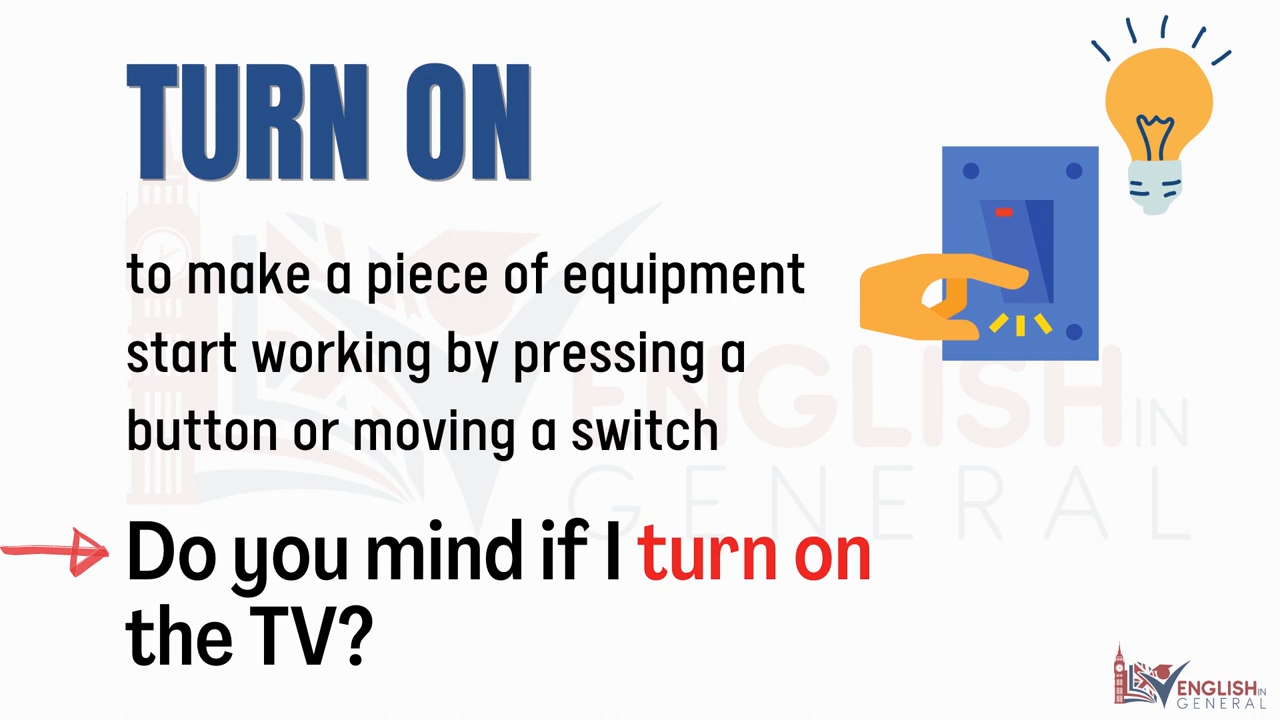 TURN ON
to make a piece of equipment
start working by pressing a
button or moving a switch
Do you mind if I turn on
the TV?
ENGLISH IN
GENERAL
ENGLISH IN
GENERAL